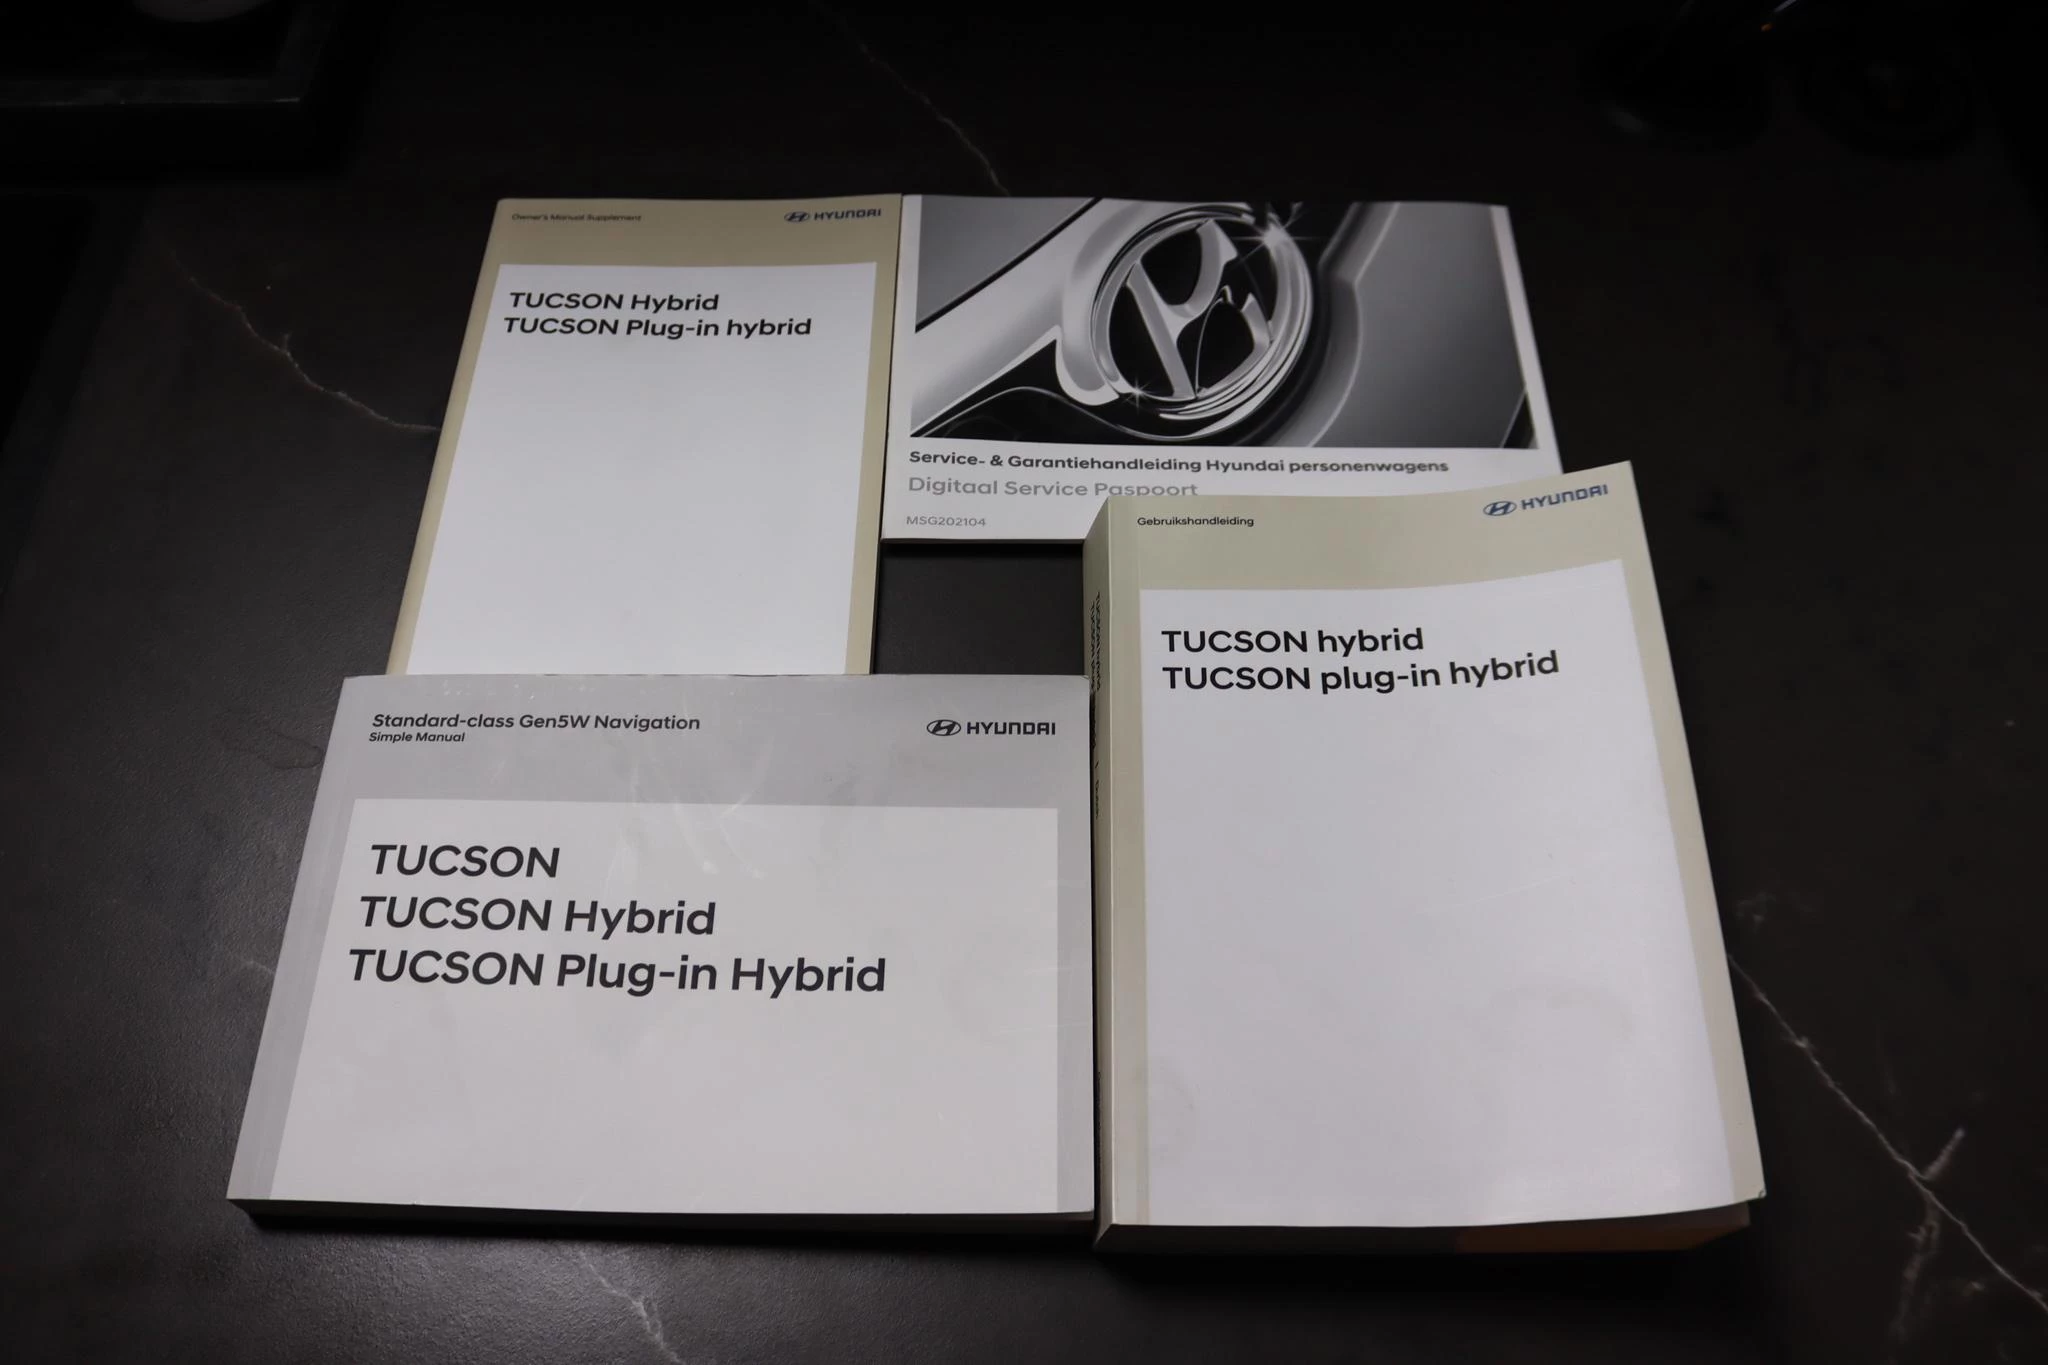 Owner's Manual Supplement
HYUNDAI
TUCSON Hybrid
TUCSON Plug-in hybrid
Service- & Garantiehandleiding Hyundai personenwagens
Digitaal Service Paspoort
MSG202104
Gebruikshandleiding
HYUNDAI
TUCSON hybrid
TUCSON plug-in hybrid
Standard-class Gen5W Navigation
HYUNDAI
Simple Manual
TUCSON
TUCSON Hybrid
TUCSON Plug-in Hybrid